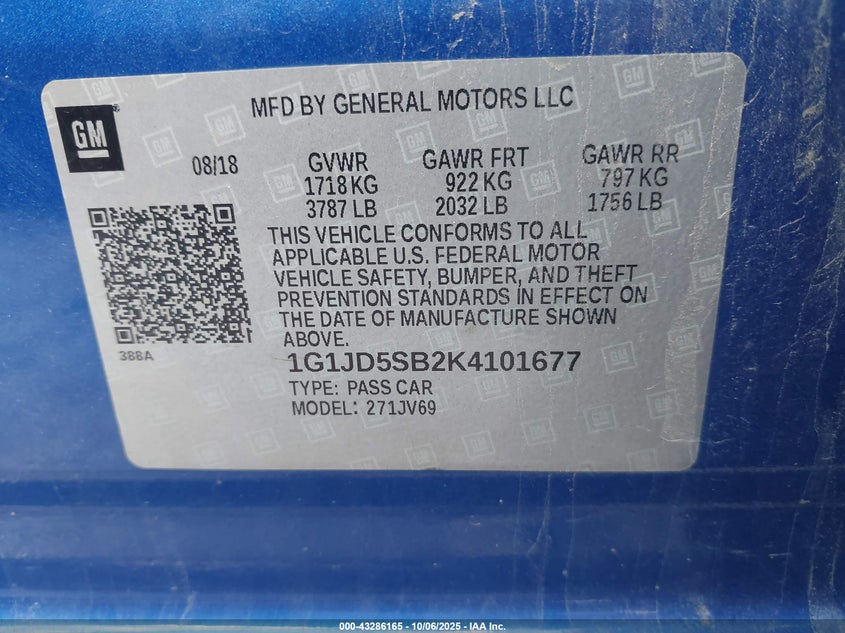 MFD BY GENERAL MOTORS LLC
GM
08/18 GVWR GAWR FRT GAWR RR
1718 KG 922 KG 797 KG
3787 LB 2032 LB 1756 LB
THIS VEHICLE CONFORMS TO ALL
APPLICABLE U.S. FEDERAL MOTOR
VEHICLE SAFETY, BUMPER, AND THEFT
PREVENTION STANDARDS IN EFFECT ON
THE DATE OF MANUFACTURE SHOWN
ABOVE.
388A
1G1JD5SB2K4101677
TYPE: PASS CAR
MODEL: 271JV69
000-43286165 - 10/06/2025 - IAA Inc.